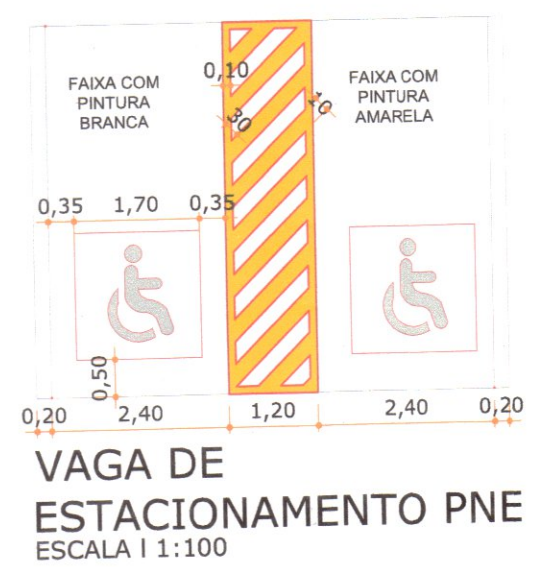 FAIXA COM
PINTURA
BRANCA
0,10
FAIXA COM
PINTURA
AMARELA
30
10
0,35 1,70 0,35
0,50
0,20 2,40 1,20 2,40 0,20
VAGA DE
ESTACIONAMENTO PNE
ESCALA | 1:100